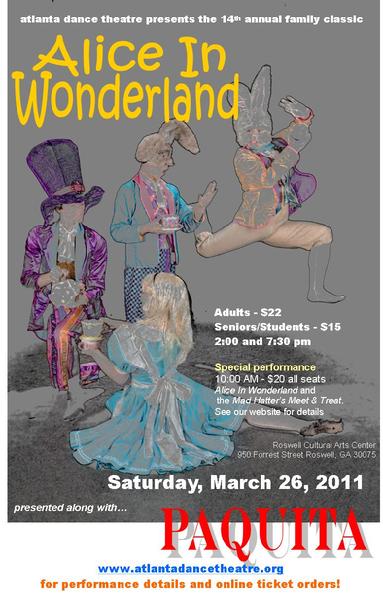 atlanta dance theatre presents the 14th annual family classic
Alice In
Wonderland
Adults - $22
Seniors/Students - $15
2:00 and 7:30 pm
Special performance
10:00 AM - $20 all seats
Alice In Wonderland and
the Mad Hatter's Meet & Treat.
See our website for details
Roswell Cultural Arts Center
950 Forrest Street Roswell, GA 30075
Saturday, March 26, 2011
presented along with...
PAQUITA
www.atlantadancetheatre.org
for performance details and online ticket orders!